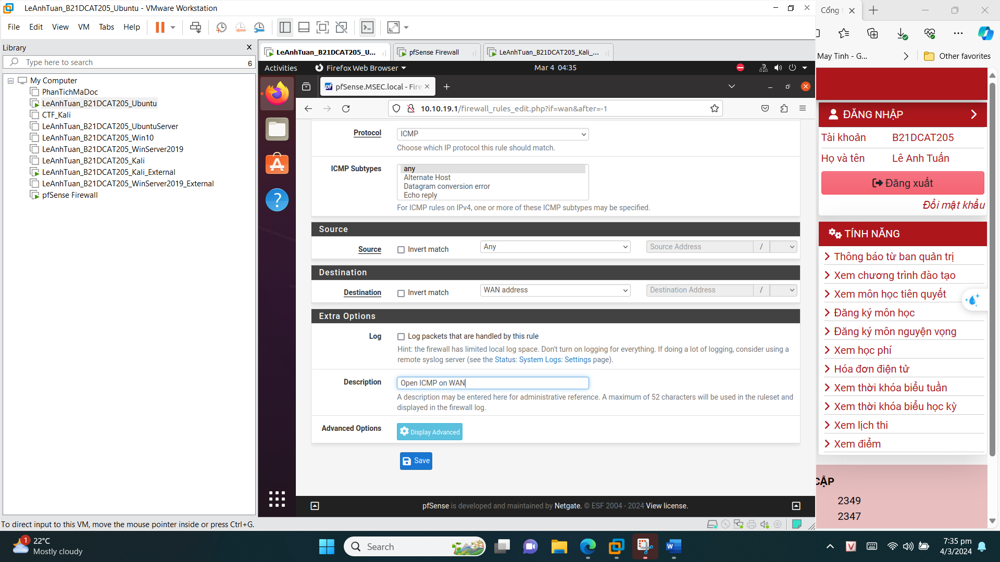 LeAnhTuan_B21DCAT205_Ubuntu - VMware Workstation
File Edit View VM Tabs Help
Library
Type here to search
6
My Computer
PhanTichMaDoc
LeAnhTuan_B21DCAT205_Ubuntu
CTF_Kali
LeAnhTuan_B21DCAT205_UbuntuServer
LeAnhTuan_B21DCAT205_Win10
LeAnhTuan_B21DCAT205_WinServer2019
LeAnhTuan_B21DCAT205_Kali
LeAnhTuan_B21DCAT205_Kali_External
LeAnhTuan_B21DCAT205_WinServer2019_External
pfSense Firewall
LeAnhTuan_B21DCAT205_U...
pfSense Firewall
LeAnhTuan_B21DCAT205_Kali_...
Activities
Firefox Web Browser
Mar 4 04:35
pfSense.MSEC.local - Fire
10.10.19.1/firewall_rules_edit.php?if=wan&after=-1
Protocol
ICMP
Choose which IP protocol this rule should match.
ICMP Subtypes
any
Alternate Host
Datagram conversion error
Echo reply
For ICMP rules on IPv4, one or more of these ICMP subtypes may be specified.
Source
Source
Invert match
Any
Source Address
/
Destination
Destination
Invert match
WAN address
Destination Address
/
Extra Options
Log
Log packets that are handled by this rule
Hint: the firewall has limited local log space. Don't turn on logging for everything. If doing a lot of logging, consider using a
remote syslog server (see the Status: System Logs: Settings page).
Description
Open ICMP on WAN
A description may be entered here for administrative reference. A maximum of 52 characters will be used in the ruleset and
displayed in the firewall log.
Advanced Options
Display Advanced
Save
pfSense is developed and maintained by Netgate. © ESF 2004 - 2024 View license.
To direct input to this VM, move the mouse pointer inside or press Ctrl+G.
Cổng
May Tinh - G...
Other favorites
ĐĂNG NHẬP
Tài khoản B21DCAT205
Họ và tên Lê Anh Tuấn
Đăng xuất
Đổi mật khẩu
TÍNH NĂNG
Thông báo từ ban quản trị
Xem chương trình đào tạo
Xem môn học tiên quyết
Đăng ký môn học
Đăng ký môn nguyện vọng
Xem học phí
Hóa đơn điện tử
Xem thời khóa biểu tuần
Xem thời khóa biểu học kỳ
Xem lịch thi
Xem điểm
CẬP
2349
2347
1
22°C
Mostly cloudy
Search
7:35 pm
4/3/2024